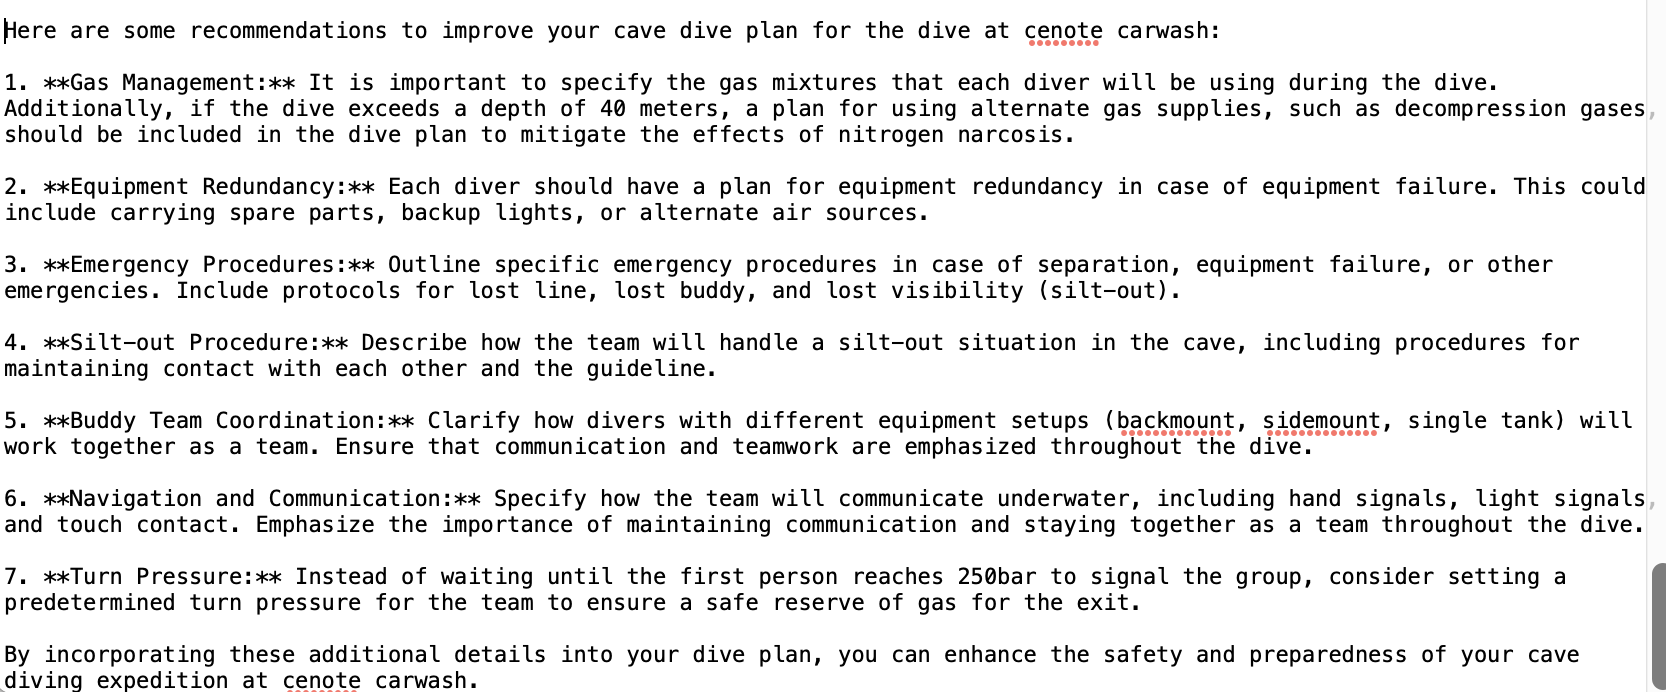 Here are some recommendations to improve your cave dive plan for the dive at cenote carwash:
1. **Gas Management:** It is important to specify the gas mixtures that each diver will be using during the dive.
Additionally, if the dive exceeds a depth of 40 meters, a plan for using alternate gas supplies, such as decompression gases,
should be included in the dive plan to mitigate the effects of nitrogen narcosis.
2. **Equipment Redundancy:** Each diver should have a plan for equipment redundancy in case of equipment failure. This could
include carrying spare parts, backup lights, or alternate air sources.
3. **Emergency Procedures:** Outline specific emergency procedures in case of separation, equipment failure, or other
emergencies. Include protocols for lost line, lost buddy, and lost visibility (silt-out).
4. **Silt-out Procedure:** Describe how the team will handle a silt-out situation in the cave, including procedures for
maintaining contact with each other and the guideline.
5. **Buddy Team Coordination:** Clarify how divers with different equipment setups (backmount, sidemount, single tank) will
work together as a team. Ensure that communication and teamwork are emphasized throughout the dive.
6. **Navigation and Communication:** Specify how the team will communicate underwater, including hand signals, light signals,
and touch contact. Emphasize the importance of maintaining communication and staying together as a team throughout the dive.
7. **Turn Pressure:** Instead of waiting until the first person reaches 250bar to signal the group, consider setting a
predetermined turn pressure for the team to ensure a safe reserve of gas for the exit.
By incorporating these additional details into your dive plan, you can enhance the safety and preparedness of your cave
diving expedition at cenote carwash.